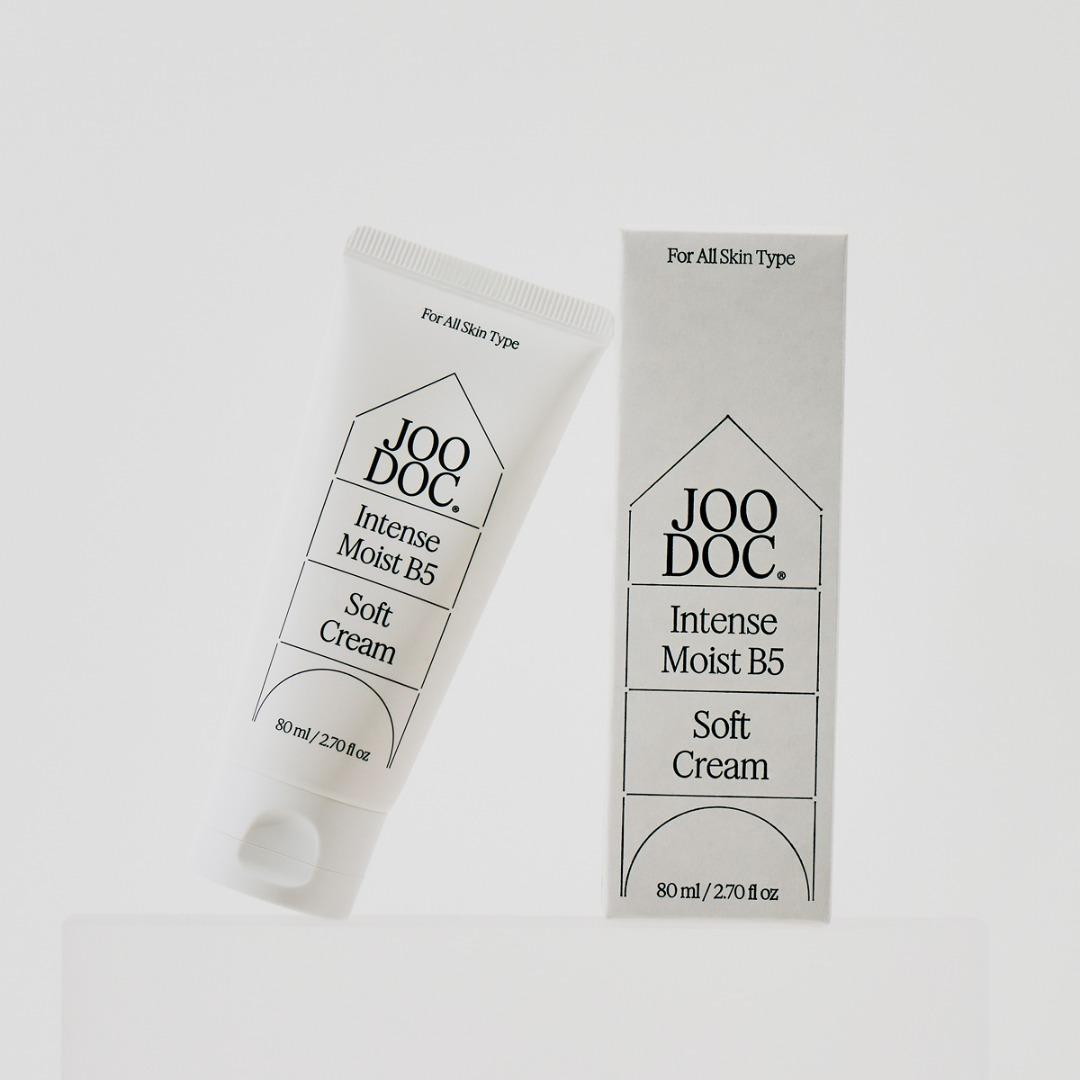 For All Skin Type
JOO
DOC®
Intense
Moist B5
Soft
Cream
80 ml / 2.70 fl oz
For All Skin Type
JOO
DOC®
Intense
Moist B5
Soft
Cream
80 ml / 2.70 fl oz